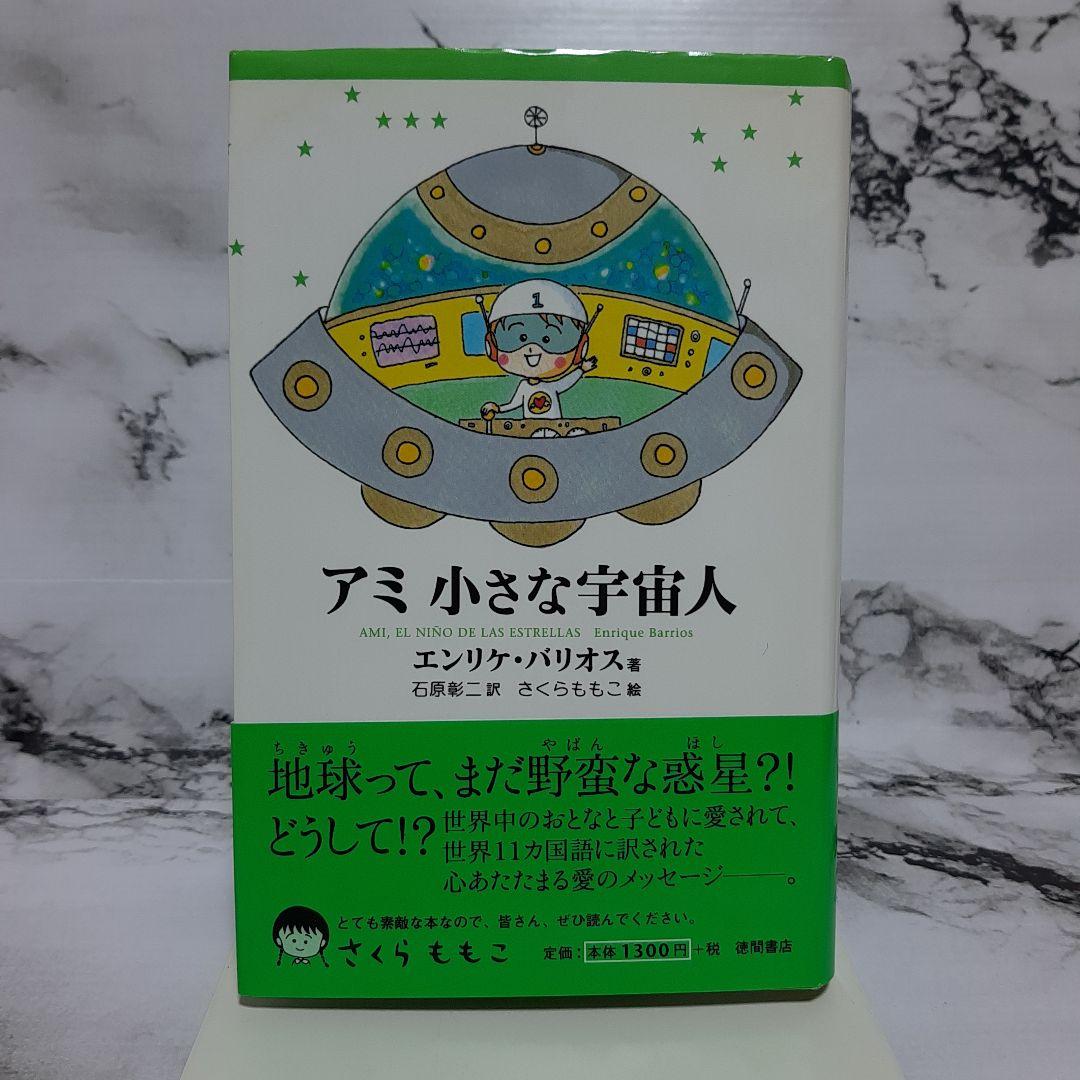 1
アミ 小さな宇宙人
AMI, EL NIÑO DE LAS ESTRELLAS Enrique Barrios
エンリケ・バリオス 著
石原彰二 訳 さくらももこ 絵
ちきゅう やばん ほし
地球って、まだ野蛮な惑星?!
どうして!?
世界中のおとなと子どもに愛されて、
世界11カ国語に訳された
心あたたまる愛のメッセージ――。
とても素敵な本なので、皆さん、ぜひ読んでください。
さくらももこ
定価：本体1300円+税 徳間書店